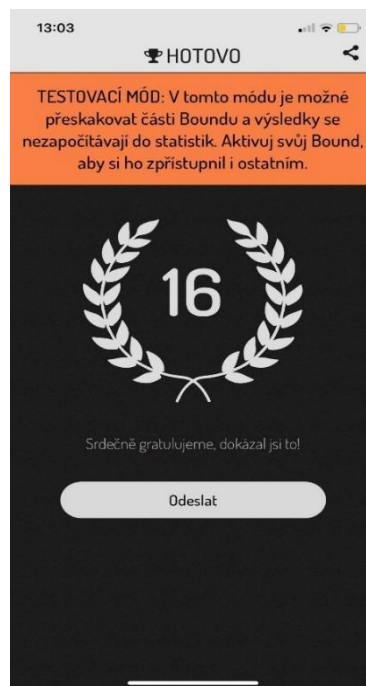 13:03
HOTOVO
TESTOVACÍ MÓD: V tomto módu je možné
přeskakovat části Boundu a výsledky se
nezapočítávají do statistik. Aktivuj svůj Bound,
aby si ho zpřístupnil i ostatním.
16
Srdečně gratulujeme, dokázal jsi to!
Odeslat